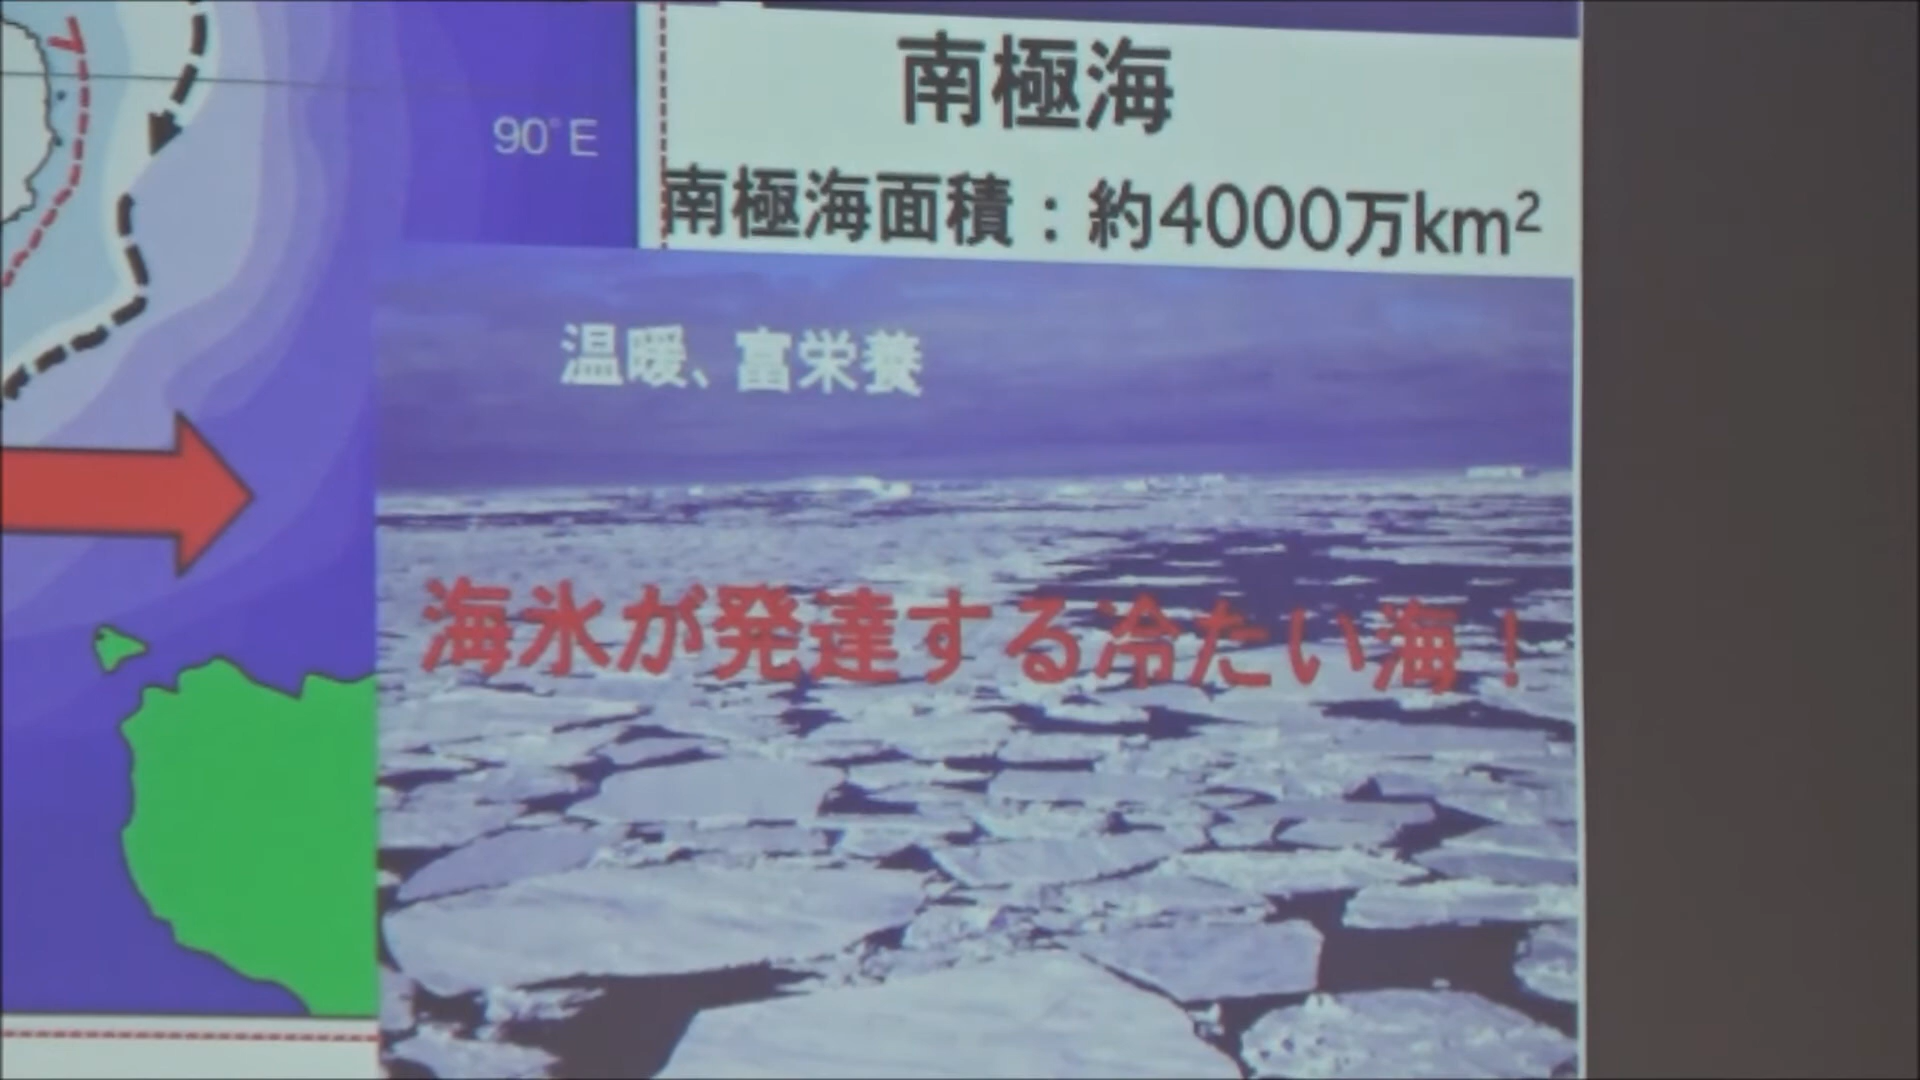 南極海
90°E
南極海面積：約4000万km²
温暖、富栄養
海氷が発達する冷たい海！